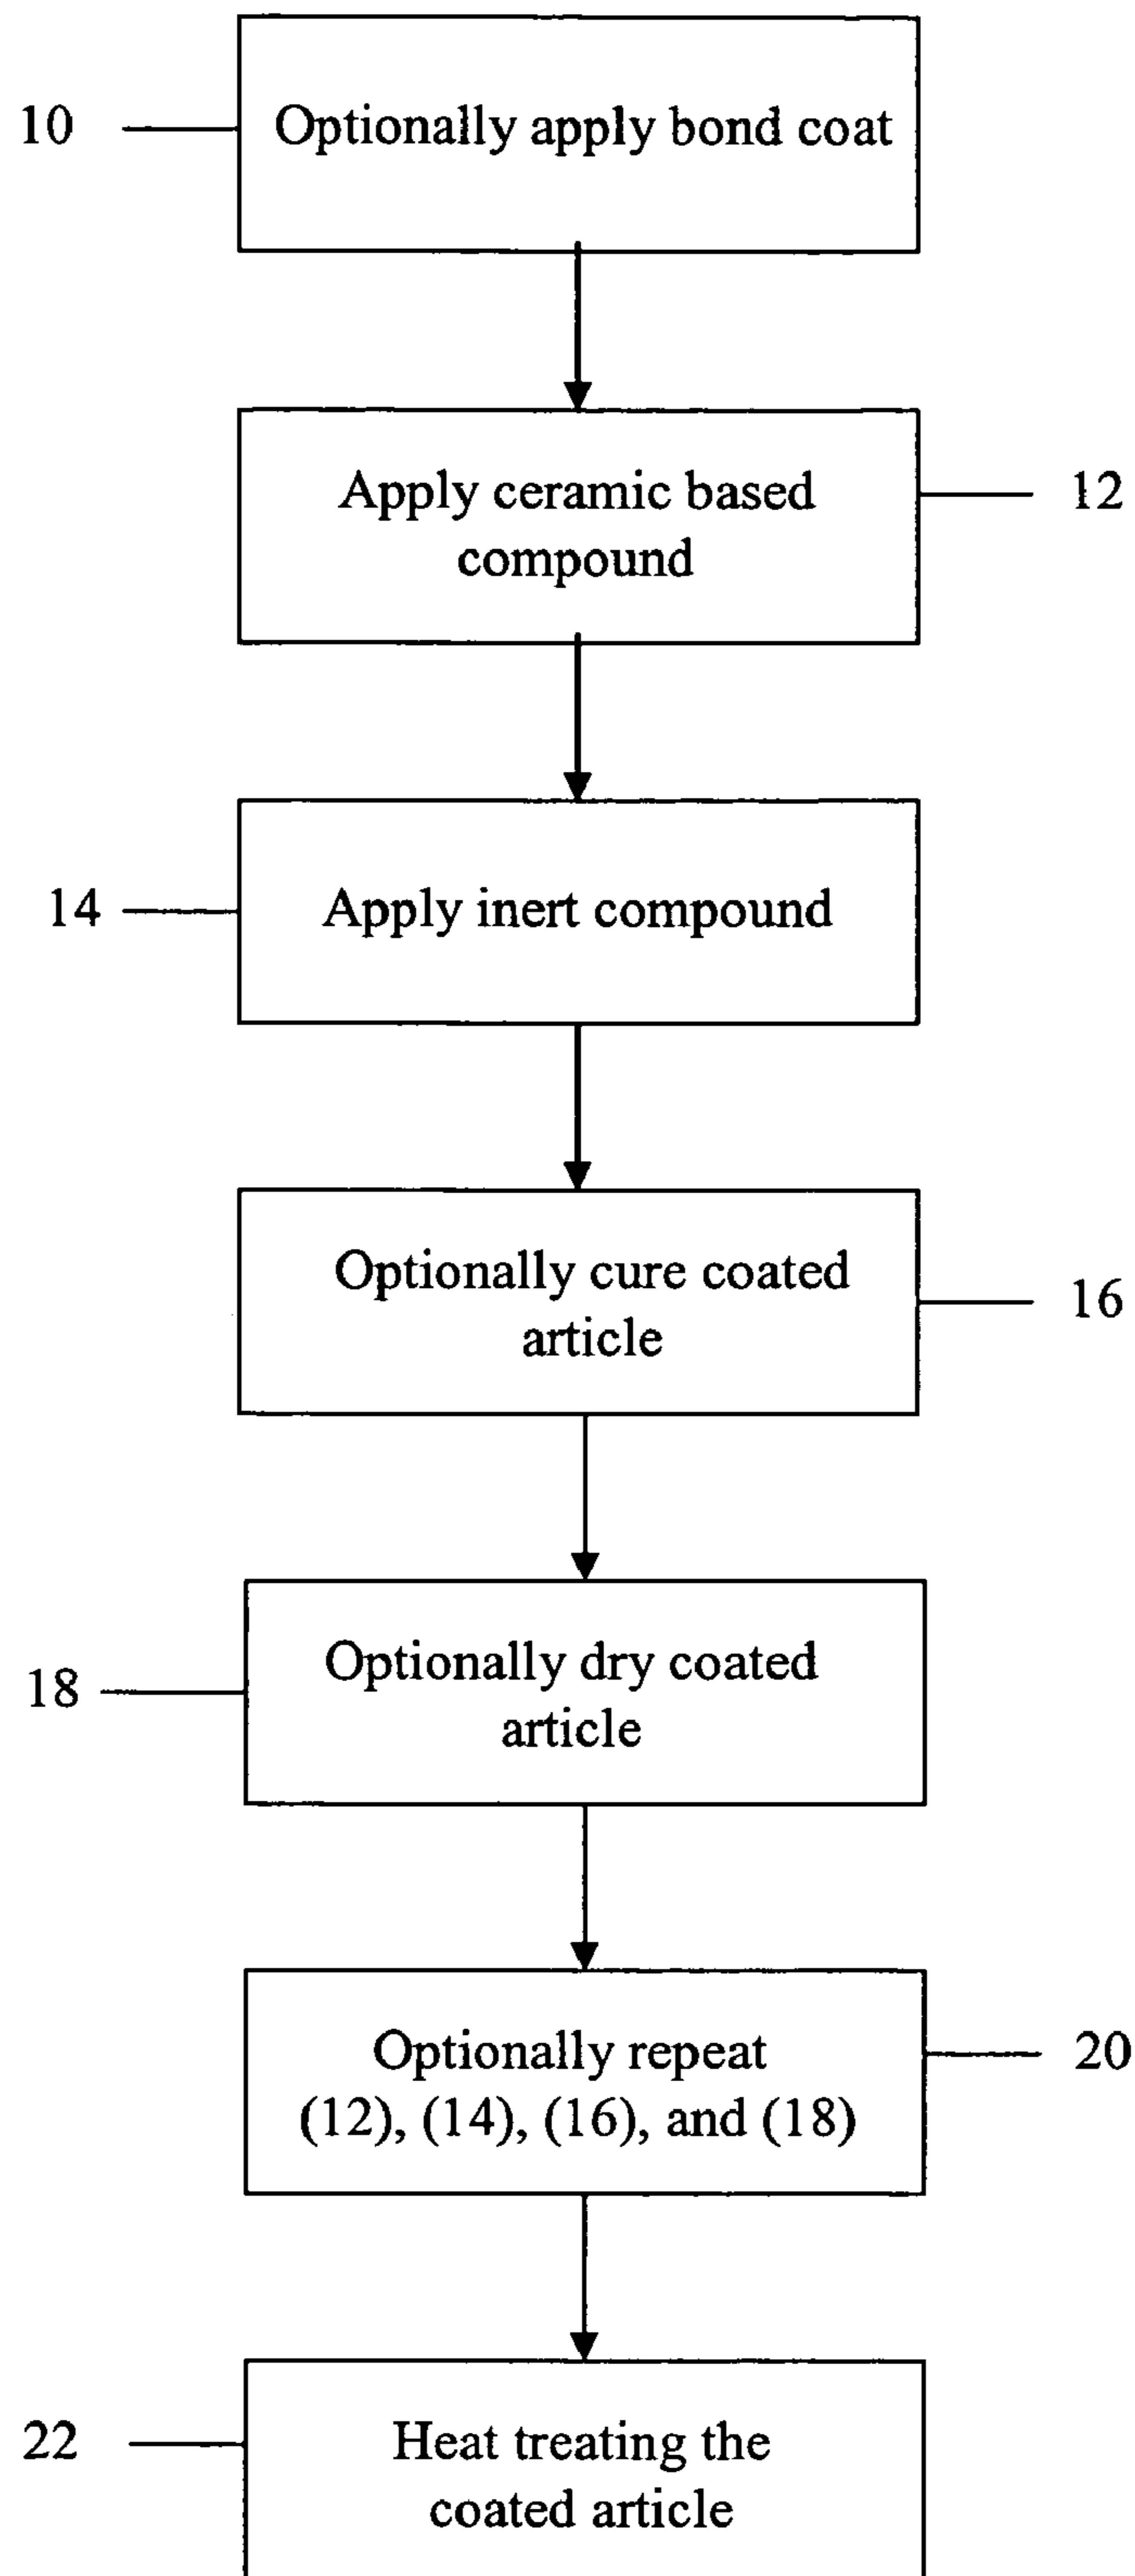 10
Optionally apply bond coat
Apply ceramic based
compound
12
14
Apply inert compound
Optionally cure coated
article
16
18
Optionally dry coated
article
Optionally repeat
(12), (14), (16), and (18)
20
22
Heat treating the
coated article